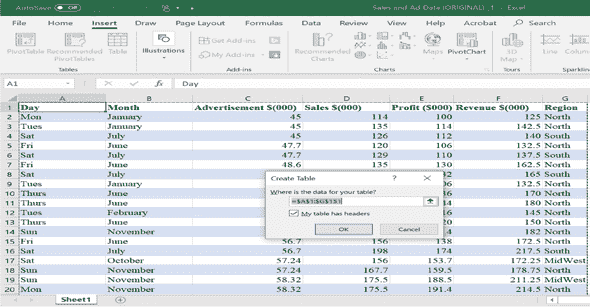 AutoSave Off Sales and Ad Data (ORIGINAL) _1 - Excel
File Home Insert Draw Page Layout Formulas Data Review View Help Acrobat Search
PivotTable Recommended PivotTables Table Illustrations Get Add-ins My Add-ins Recommended Charts Maps PivotChart 3D Map Line Column
Tables Add-ins Charts Tours Sparklin
A1 fx Day
A B C D E F G
1 Day Month Advertisement $(000) Sales $(000) Profit ($000) Revenue $(000) Region
2 Mon January 45 114 100 125 North
3 Tues January 45 135 114 142.5 North
4 Sat January 45 126 112 140 South
5 Fri June 47.7 120 106 132.5 North
6 Sat July 47.7 129 110 137.5 South
7 Fri June 48.6 135 130 162.5 North
8 Sat July 165 South
9 Tues January 132.5 North
10 Thurs June 170 North
11 Thurs June 180 North
12 Tues February 145 North
13 Thurs June 150 North
14 Sun November 182 North
15 Fri June 56.7 156 138 172.5 North
16 Sat July 56.7 198 174 217.5 South
17 Sat October 57.24 156 153.7 172.25 MidWest
18 Sun November 57.24 167.7 159.5 178.75 North
19 Sun November 58.32 175.5 188.5 211.25 MidWest
20 Mon November 58.32 175.5 191.4 214.5 North
Create Table ? ×
Where is the data for your table?
My table has headers
OK Cancel
Sheet1